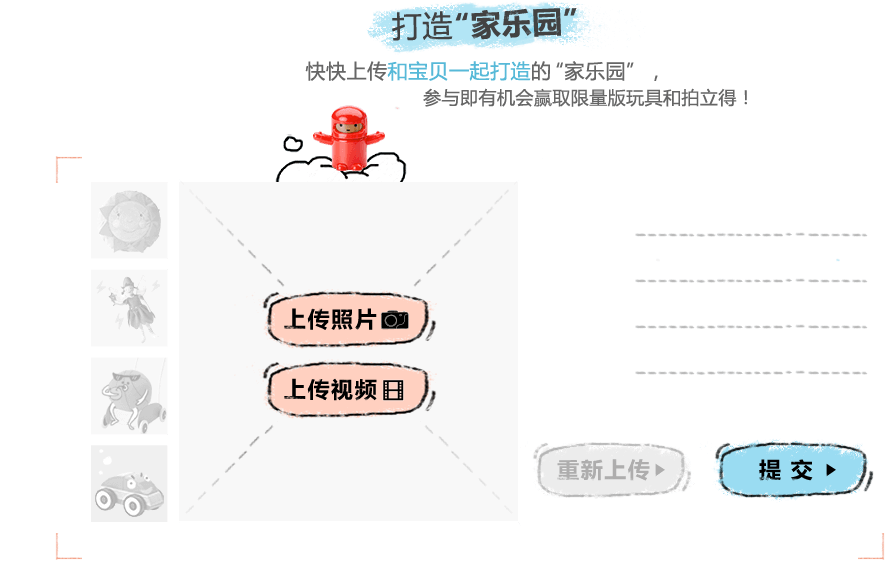 打造“家乐园”
快快上传和宝贝一起打造的“家乐园”，
参与即有机会赢取限量版玩具和拍立得！
上传照片
上传视频
重新上传
提 交